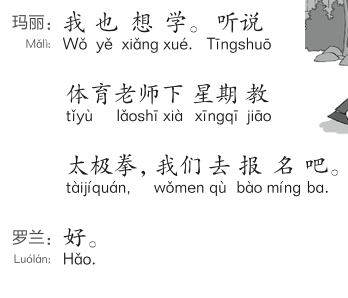 玛丽：我也想学。听说
Mǎlì: Wǒ yě xiǎng xué. Tīngshuō
体育老师下星期教
tǐyù lǎoshī xià xīngqī jiāo
太极拳，我们去报名吧。
tàijíquán, wǒmen qù bào míng ba.
罗兰：好。
Luólán: Hǎo.